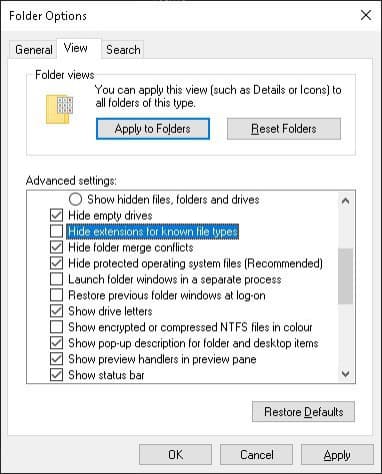 Folder Options
General View Search
Folder views
You can apply this view (such as Details or Icons) to
all folders of this type.
Apply to Folders Reset Folders
Advanced settings:
Show hidden files, folders and drives
Hide empty drives
Hide extensions for known file types
Hide folder merge conflicts
Hide protected operating system files (Recommended)
Launch folder windows in a separate process
Restore previous folder windows at log-on
Show drive letters
Show encrypted or compressed NTFS files in colour
Show pop-up description for folder and desktop items
Show preview handlers in preview pane
Show status bar
Restore Defaults
OK Cancel Apply